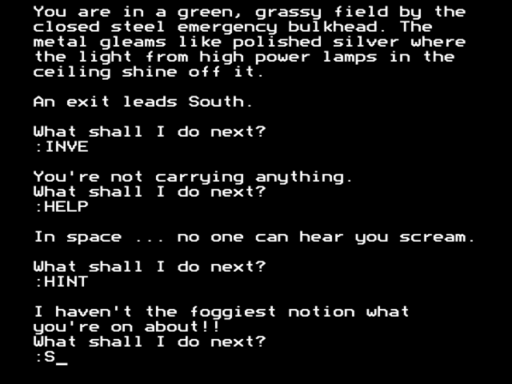 You are in a green, grassy field by the
closed steel emergency bulkhead. The
metal gleams like polished silver where
the light from high power lamps in the
ceiling shine off it.
An exit leads South.
What shall I do next?
:INVE
You're not carrying anything.
What shall I do next?
:HELP
In space ... no one can hear you scream.
What shall I do next?
:HINT
I haven't the foggiest notion what
you're on about!!
What shall I do next?
:S_